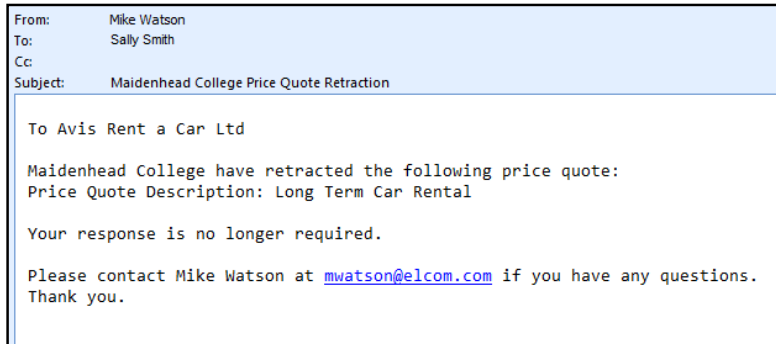 From: Mike Watson
To: Sally Smith
Cc:
Subject: Maidenhead College Price Quote Retraction
To Avis Rent a Car Ltd
Maidenhead College have retracted the following price quote:
Price Quote Description: Long Term Car Rental
Your response is no longer required.
Please contact Mike Watson at mwatson@elcom.com if you have any questions.
Thank you.